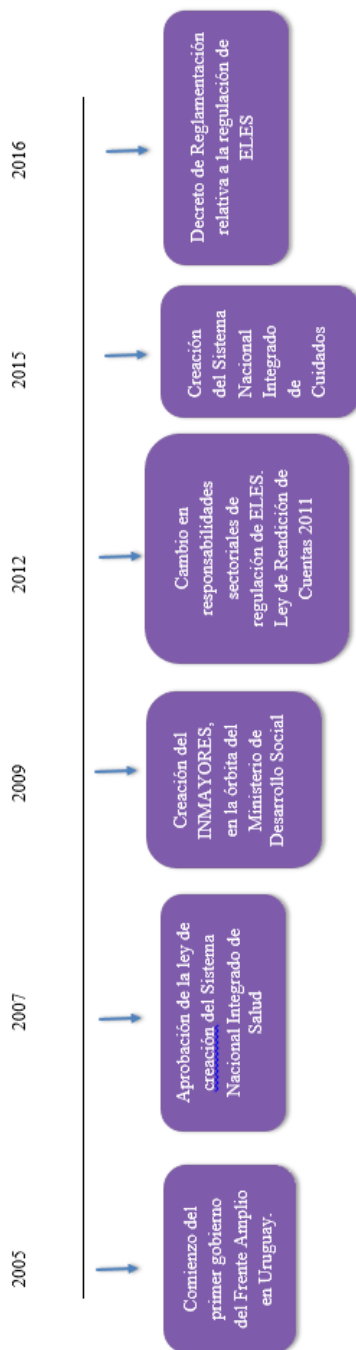 2005
2007
2009
2012
2015
2016
Comienzo del
primer gobierno
del Frente Amplio
en Uruguay.
Aprobación de la ley de
creación del Sistema
Nacional Integrado de
Salud
Creación del
INMAYORES,
en la órbita del
Ministerio de
Desarrollo Social
Cambio en
responsabilidades
sectoriales de
regulación de ELES.
Ley de Rendición de
Cuentas 2011
Creación
del Sistema
Nacional
Integrado
de
Cuidados
Decreto de Reglamentación
relativa a la regulación de
ELES